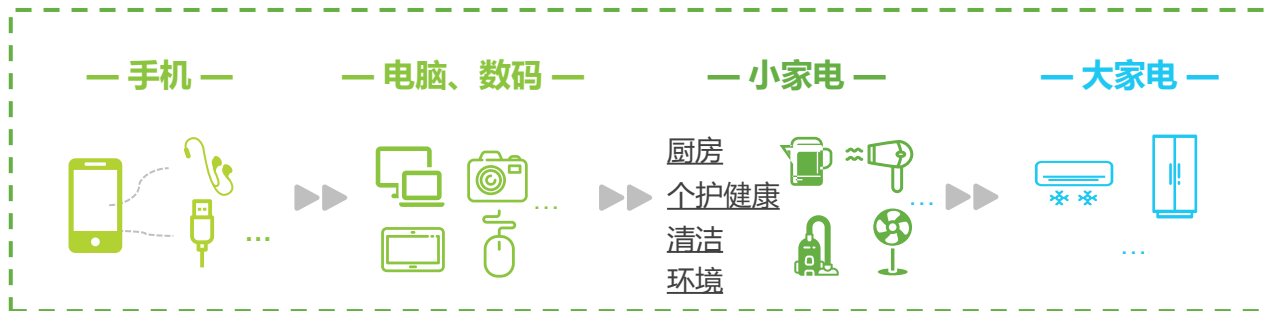 — 手机 —
— 电脑、数码 —
— 小家电 —
— 大家电 —
...
...
厨房
个护健康
清洁
环境
...
...